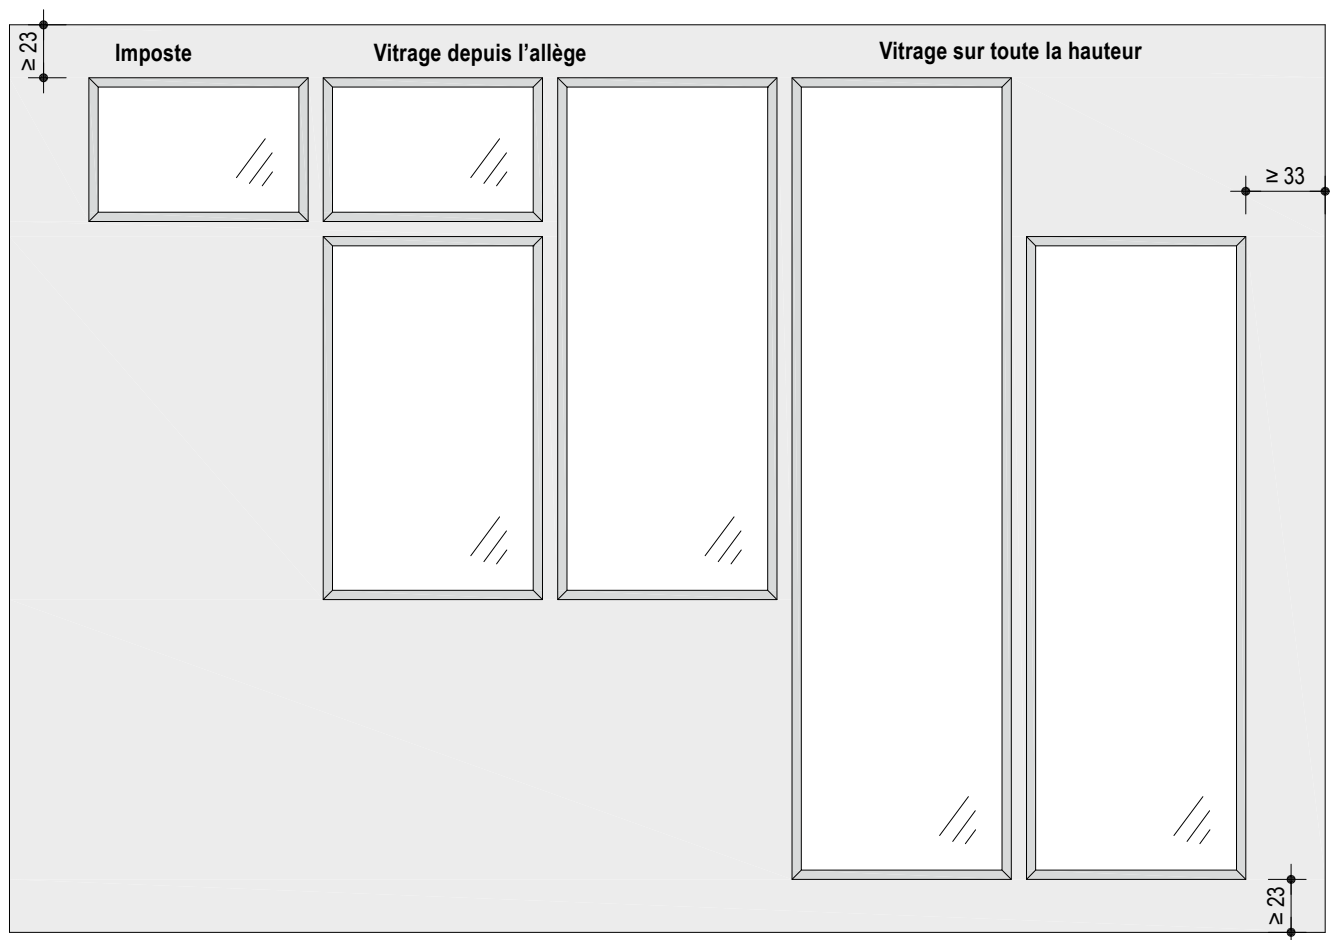 ≥ 23
Imposte
Vitrage depuis l’allège
Vitrage sur toute la hauteur
≥ 33
≥ 23